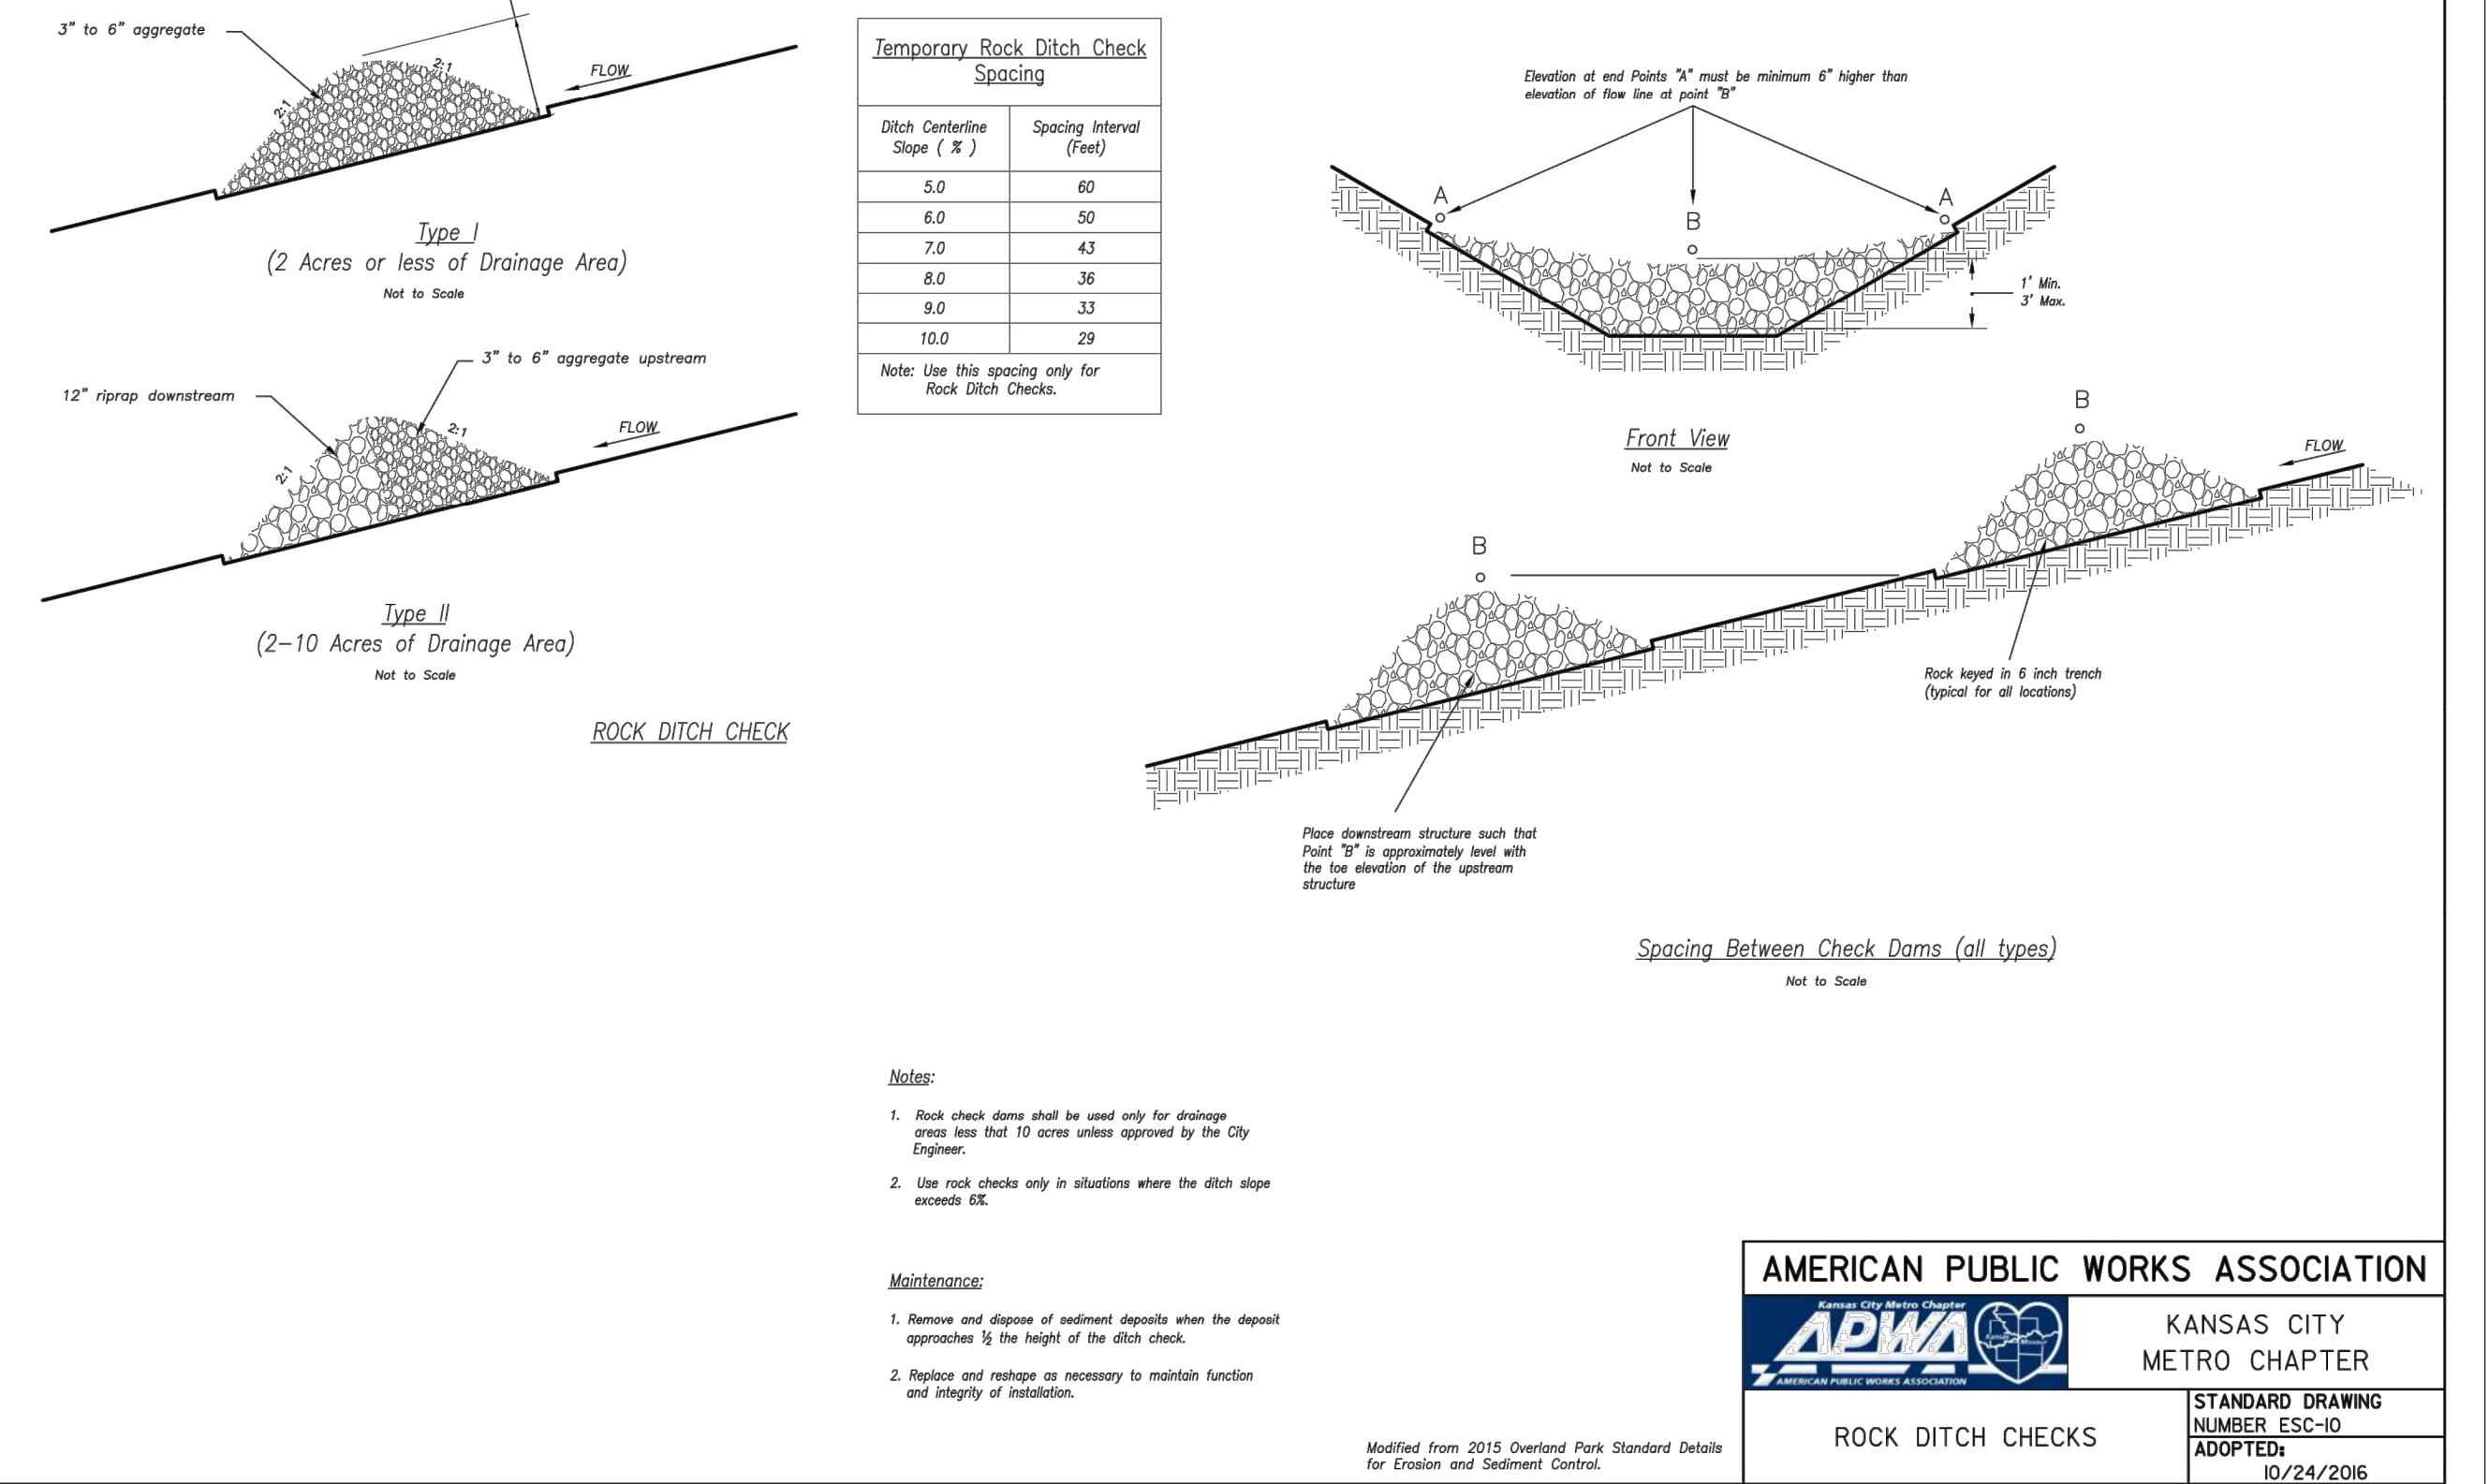 3" to 6" aggregate
2:1
2:1
FLOW
Type I
(2 Acres or less of Drainage Area)
Not to Scale
3" to 6" aggregate upstream
12" riprap downstream
2:1
2:1
FLOW
Type II
(2-10 Acres of Drainage Area)
Not to Scale
ROCK DITCH CHECK
Temporary Rock Ditch Check
Spacing
Ditch Centerline
Slope ( % )
Spacing Interval
(Feet)
5.0 60
6.0 50
7.0 43
8.0 36
9.0 33
10.0 29
Note: Use this spacing only for
Rock Ditch Checks.
Elevation at end Points "A" must be minimum 6" higher than
elevation of flow line at point "B"
A
B
A
1' Min.
3' Max.
Front View
Not to Scale
B
FLOW
B
Rock keyed in 6 inch trench
(typical for all locations)
Place downstream structure such that
Point "B" is approximately level with
the toe elevation of the upstream
structure
Spacing Between Check Dams (all types)
Not to Scale
Notes:
1. Rock check dams shall be used only for drainage
areas less that 10 acres unless approved by the City
Engineer.
2. Use rock checks only in situations where the ditch slope
exceeds 6%.
Maintenance:
1. Remove and dispose of sediment deposits when the deposit
approaches ½ the height of the ditch check.
2. Replace and reshape as necessary to maintain function
and integrity of installation.
Modified from 2015 Overland Park Standard Details
for Erosion and Sediment Control.
AMERICAN PUBLIC WORKS ASSOCIATION
Kansas City Metro Chapter
APWA
Kansas Missouri
AMERICAN PUBLIC WORKS ASSOCIATION
KANSAS CITY
METRO CHAPTER
ROCK DITCH CHECKS
STANDARD DRAWING
NUMBER ESC-10
ADOPTED:
10/24/2016